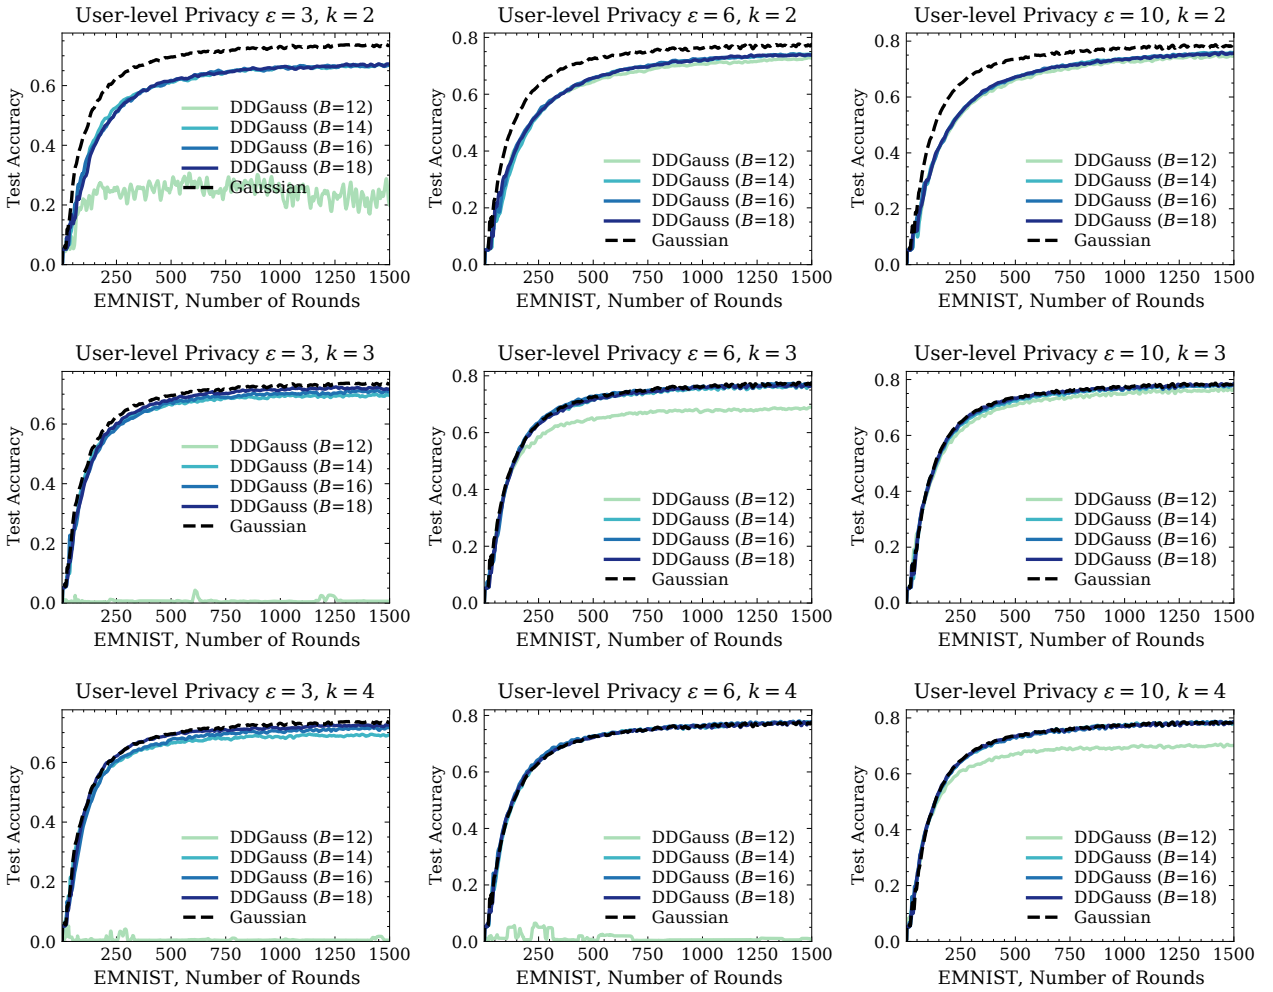 User-level Privacy ε = 3, k = 2
Test Accuracy
0.6
0.4
0.2
0.0
DDGauss (B=12)
DDGauss (B=14)
DDGauss (B=16)
DDGauss (B=18)
Gaussian
250 500 750 1000 1250 1500
EMNIST, Number of Rounds
User-level Privacy ε = 6, k = 2
Test Accuracy
0.8
0.6
0.4
0.2
0.0
DDGauss (B=12)
DDGauss (B=14)
DDGauss (B=16)
DDGauss (B=18)
Gaussian
250 500 750 1000 1250 1500
EMNIST, Number of Rounds
User-level Privacy ε = 10, k = 2
Test Accuracy
0.8
0.6
0.4
0.2
0.0
DDGauss (B=12)
DDGauss (B=14)
DDGauss (B=16)
DDGauss (B=18)
Gaussian
250 500 750 1000 1250 1500
EMNIST, Number of Rounds
User-level Privacy ε = 3, k = 3
Test Accuracy
0.6
0.4
0.2
0.0
DDGauss (B=12)
DDGauss (B=14)
DDGauss (B=16)
DDGauss (B=18)
Gaussian
250 500 750 1000 1250 1500
EMNIST, Number of Rounds
User-level Privacy ε = 6, k = 3
Test Accuracy
0.8
0.6
0.4
0.2
0.0
DDGauss (B=12)
DDGauss (B=14)
DDGauss (B=16)
DDGauss (B=18)
Gaussian
250 500 750 1000 1250 1500
EMNIST, Number of Rounds
User-level Privacy ε = 10, k = 3
Test Accuracy
0.8
0.6
0.4
0.2
0.0
DDGauss (B=12)
DDGauss (B=14)
DDGauss (B=16)
DDGauss (B=18)
Gaussian
250 500 750 1000 1250 1500
EMNIST, Number of Rounds
User-level Privacy ε = 3, k = 4
Test Accuracy
0.6
0.4
0.2
0.0
DDGauss (B=12)
DDGauss (B=14)
DDGauss (B=16)
DDGauss (B=18)
Gaussian
250 500 750 1000 1250 1500
EMNIST, Number of Rounds
User-level Privacy ε = 6, k = 4
Test Accuracy
0.8
0.6
0.4
0.2
0.0
DDGauss (B=12)
DDGauss (B=14)
DDGauss (B=16)
DDGauss (B=18)
Gaussian
250 500 750 1000 1250 1500
EMNIST, Number of Rounds
User-level Privacy ε = 10, k = 4
Test Accuracy
0.8
0.6
0.4
0.2
0.0
DDGauss (B=12)
DDGauss (B=14)
DDGauss (B=16)
DDGauss (B=18)
Gaussian
250 500 750 1000 1250 1500
EMNIST, Number of Rounds